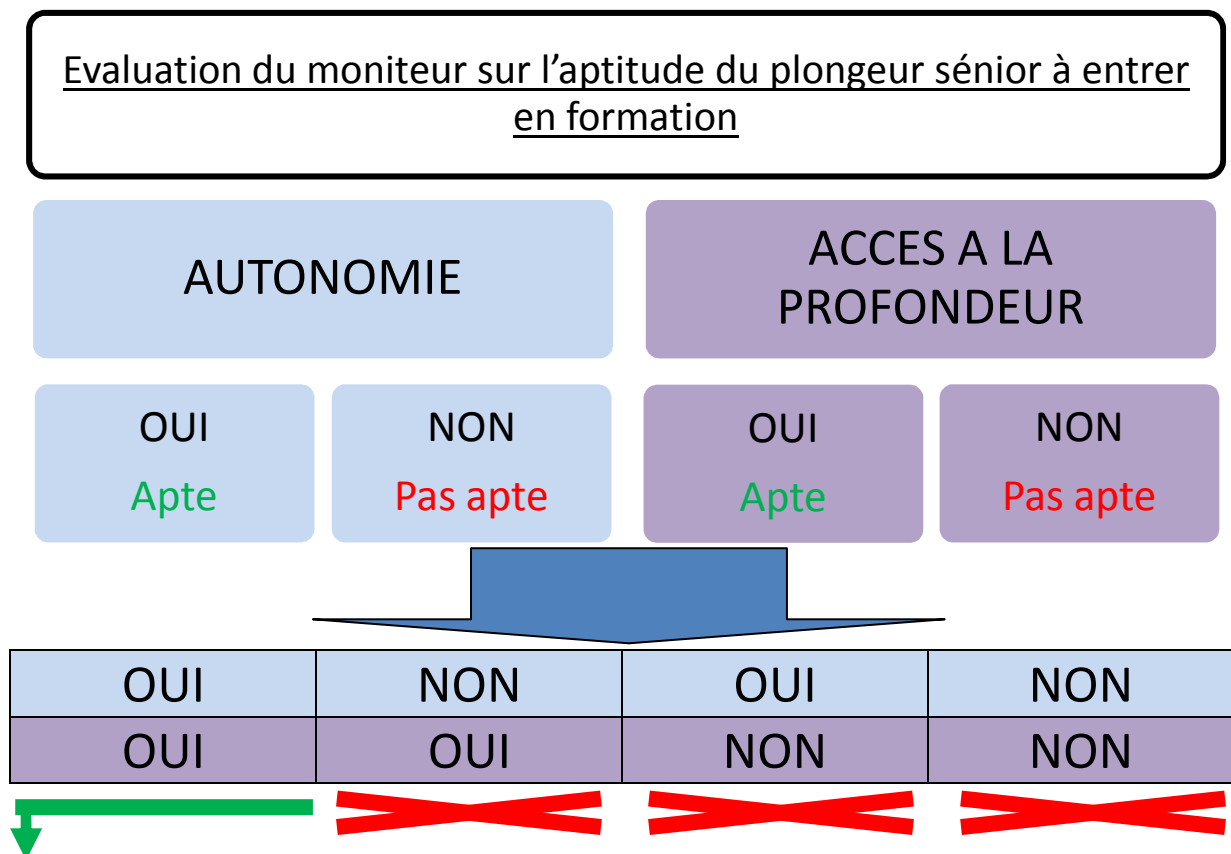 Evaluation du moniteur sur l'aptitude du plongeur sénior à entrer
en formation
AUTONOMIE
ACCES A LA
PROFONDEUR
OUI
Apte
NON
Pas apte
OUI
Apte
NON
Pas apte
OUI NON OUI NON
OUI OUI NON NON